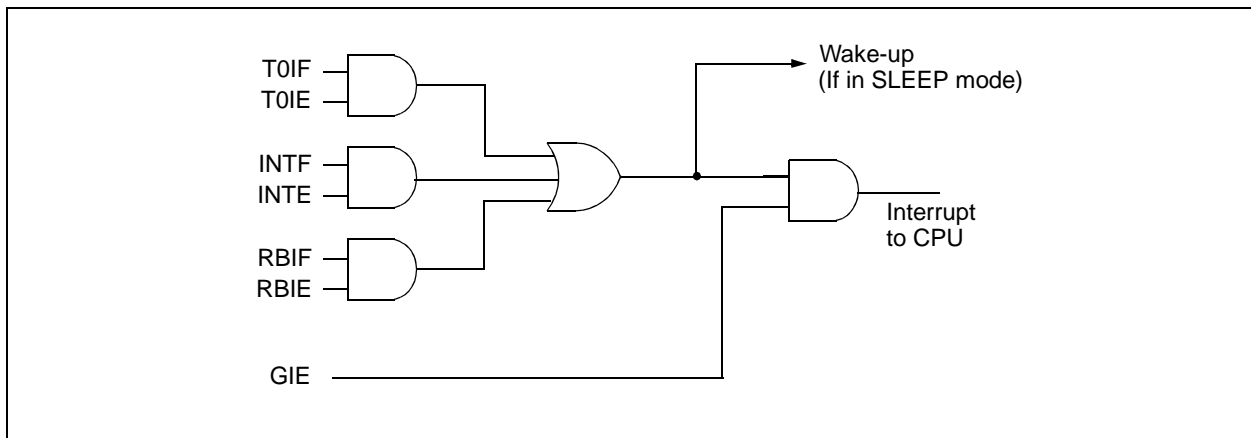 T0IF
T0IE
INTF
INTE
RBIF
RBIE
GIE
Wake-up
(If in SLEEP mode)
Interrupt
to CPU